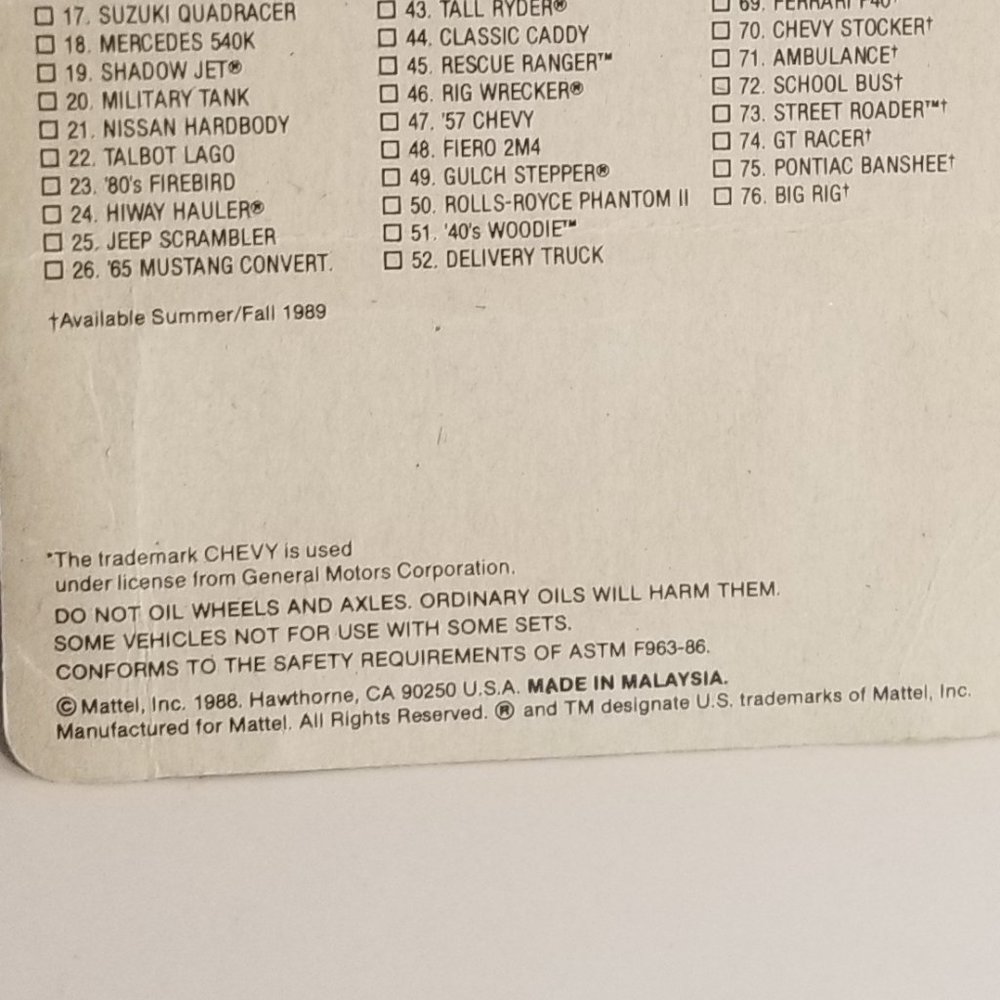 17. SUZUKI QUADRACER
18. MERCEDES 540K
19. SHADOW JET®
20. MILITARY TANK
21. NISSAN HARDBODY
22. TALBOT LAGO
23. '80's FIREBIRD
24. HIWAY HAULER®
25. JEEP SCRAMBLER
26. '65 MUSTANG CONVERT.
43. TALL RYDER®
44. CLASSIC CADDY
45. RESCUE RANGER™
46. RIG WRECKER®
47. '57 CHEVY
48. FIERO 2M4
49. GULCH STEPPER®
50. ROLLS-ROYCE PHANTOM II
51. '40's WOODIE™
52. DELIVERY TRUCK
69. FERRARI F40†
70. CHEVY STOCKER†
71. AMBULANCE†
72. SCHOOL BUS†
73. STREET ROADER™†
74. GT RACER†
75. PONTIAC BANSHEE†
76. BIG RIG†
†Available Summer/Fall 1989
*The trademark CHEVY is used
under license from General Motors Corporation.
DO NOT OIL WHEELS AND AXLES. ORDINARY OILS WILL HARM THEM.
SOME VEHICLES NOT FOR USE WITH SOME SETS.
CONFORMS TO THE SAFETY REQUIREMENTS OF ASTM F963-86.
© Mattel, Inc. 1988. Hawthorne, CA 90250 U.S.A. MADE IN MALAYSIA.
Manufactured for Mattel. All Rights Reserved. ® and TM designate U.S. trademarks of Mattel, Inc.